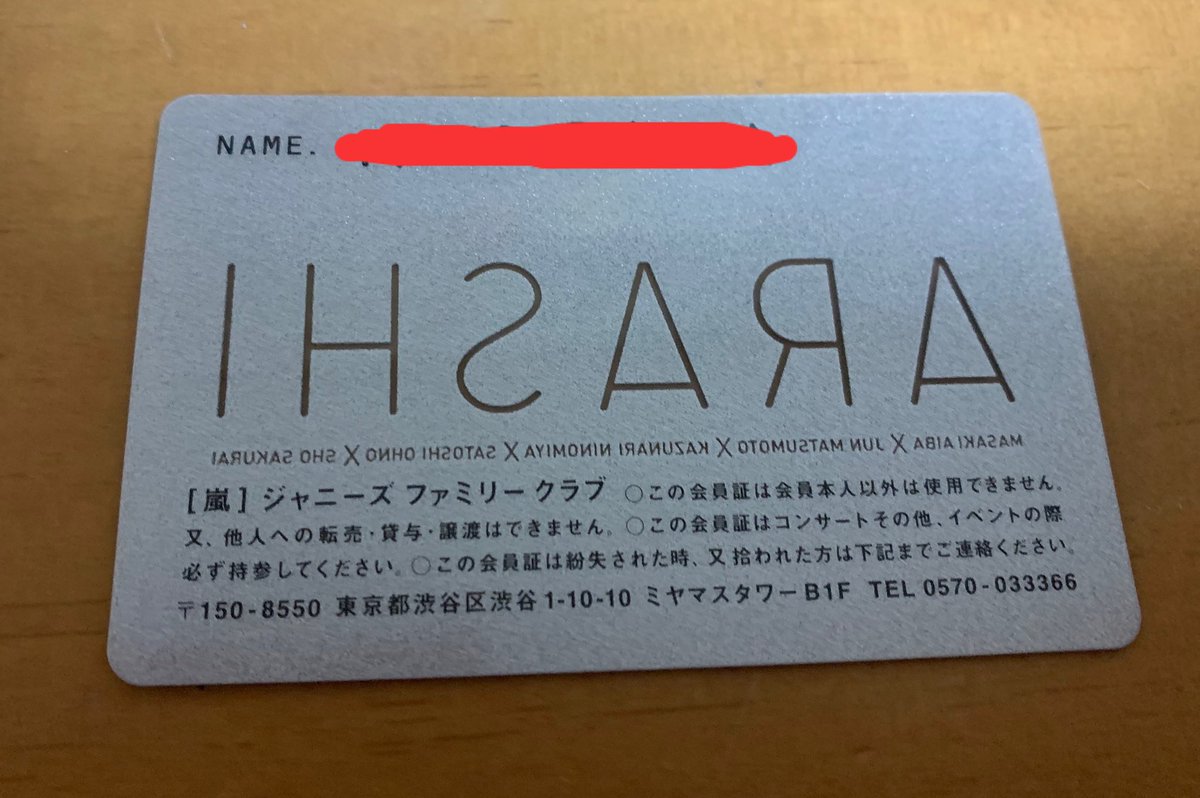 NAME.
ARASHI
MASAKI AIBA X JUN MATSUMOTO X KAZUNARI NINOMIYA X SATOSHI OHNO X SHO SAKURAI
[嵐] ジャニーズ ファミリー クラブ ○この会員証は会員本人以外は使用できません。
又、他人への転売・貸与・譲渡はできません。○この会員証はコンサートその他、イベントの際
必ず持参してください。○この会員証は紛失された時、又拾われた方は下記までご連絡ください。
〒150-8550 東京都渋谷区渋谷1-10-10 ミヤマスタワーB1F TEL 0570-033366